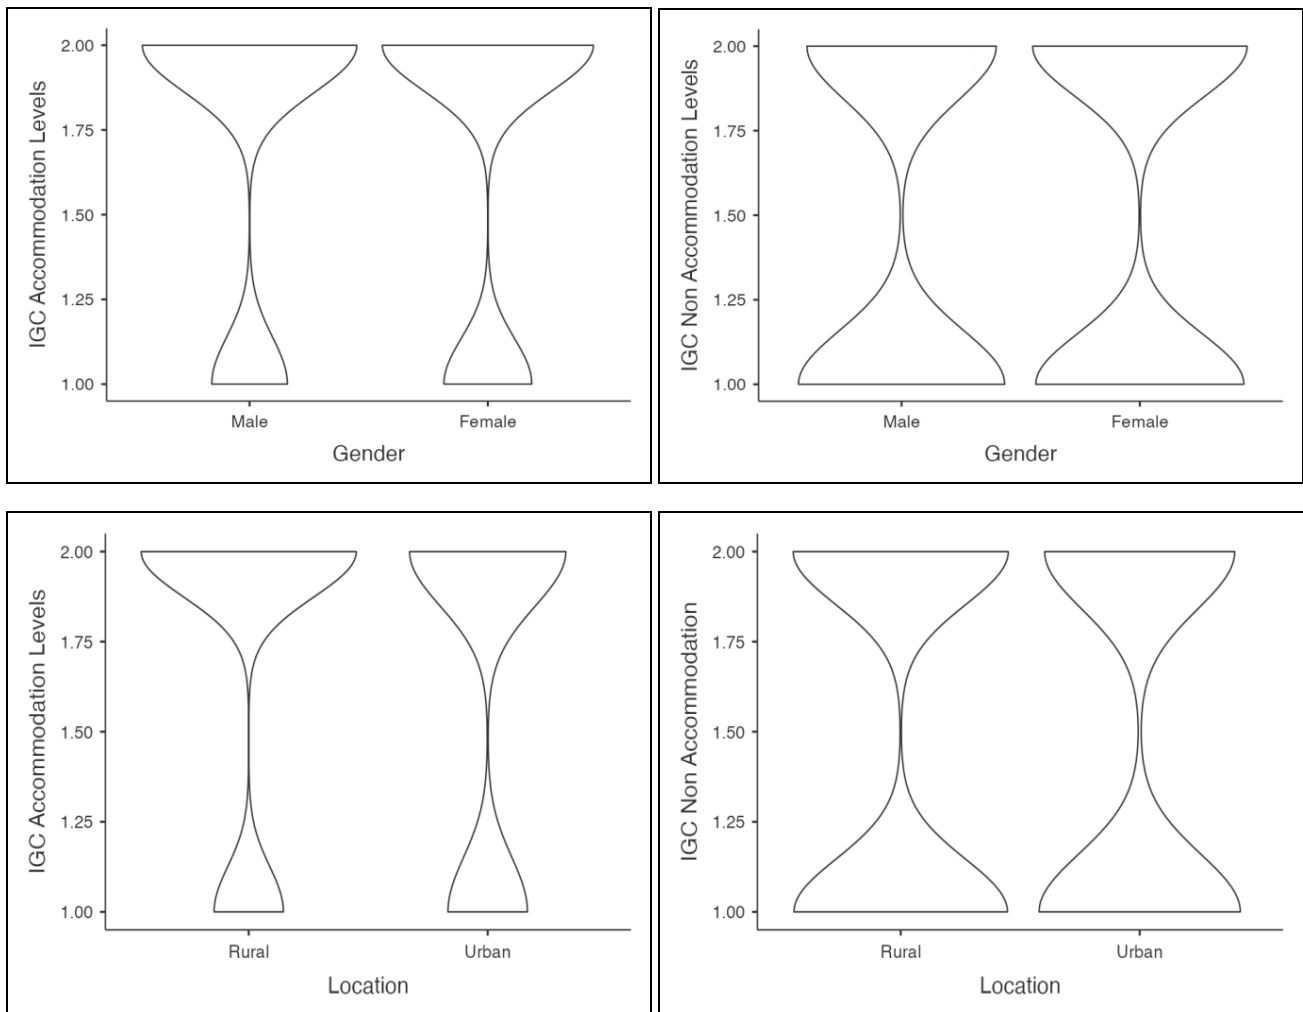 IGC Accommodation Levels
2.00
1.75
1.50
1.25
1.00
Male Female
Gender
IGC Non Accommodation Levels
2.00
1.75
1.50
1.25
1.00
Male Female
Gender
IGC Accommodation Levels
2.00
1.75
1.50
1.25
1.00
Rural Urban
Location
IGC Non Accommodation
2.00
1.75
1.50
1.25
1.00
Rural Urban
Location